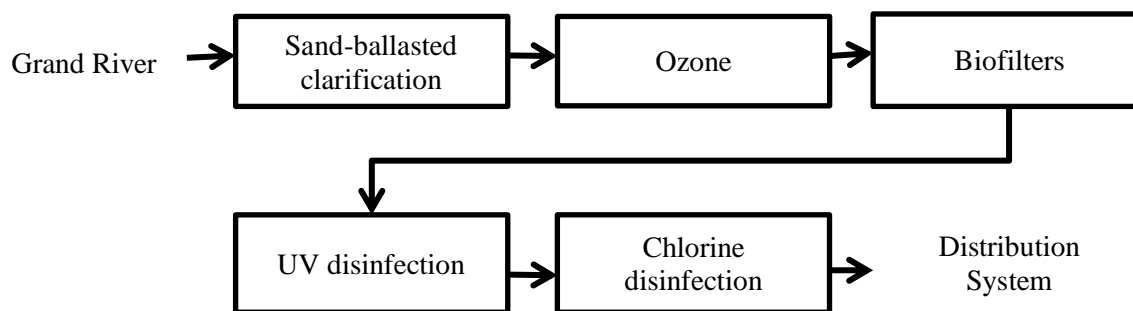 Grand River
Sand-ballasted
clarification
Ozone
Biofilters
UV disinfection
Chlorine
disinfection
Distribution
System